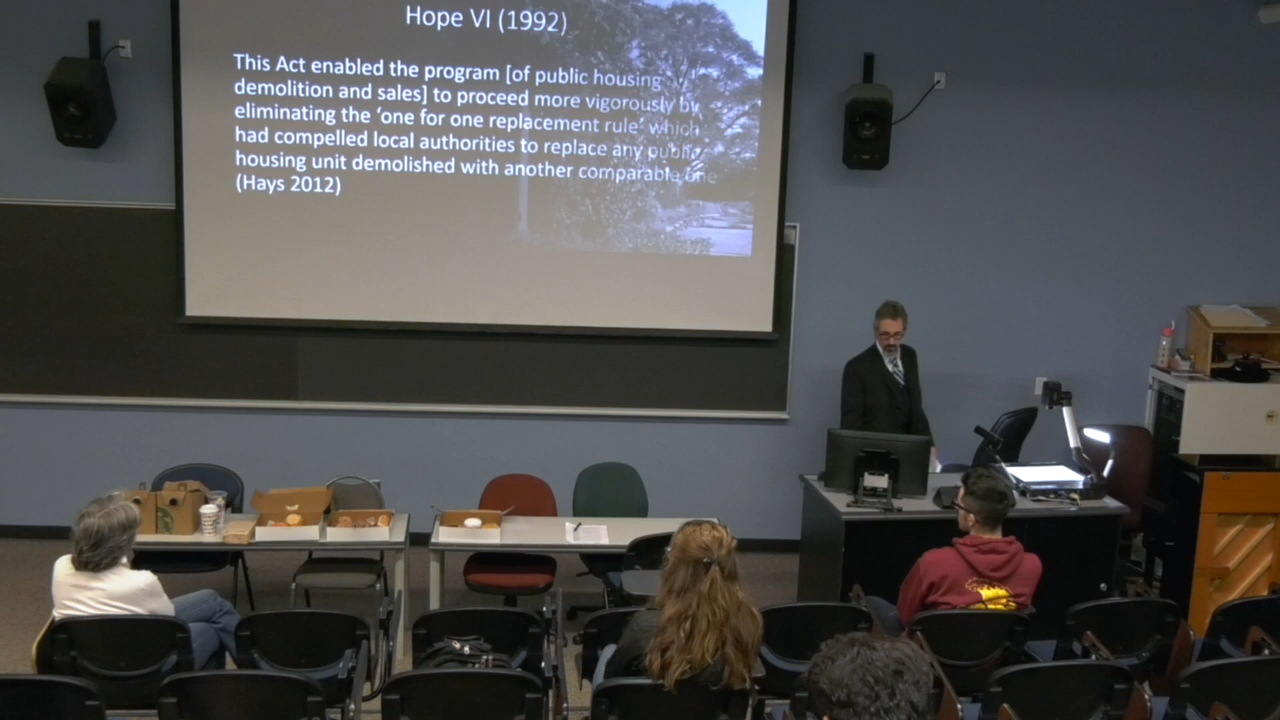 Hope VI (1992)
This Act enabled the program [of public housing
demolition and sales] to proceed more vigorously by
eliminating the 'one for one replacement rule' which
had compelled local authorities to replace any public
housing unit demolished with another comparable one
(Hays 2012)